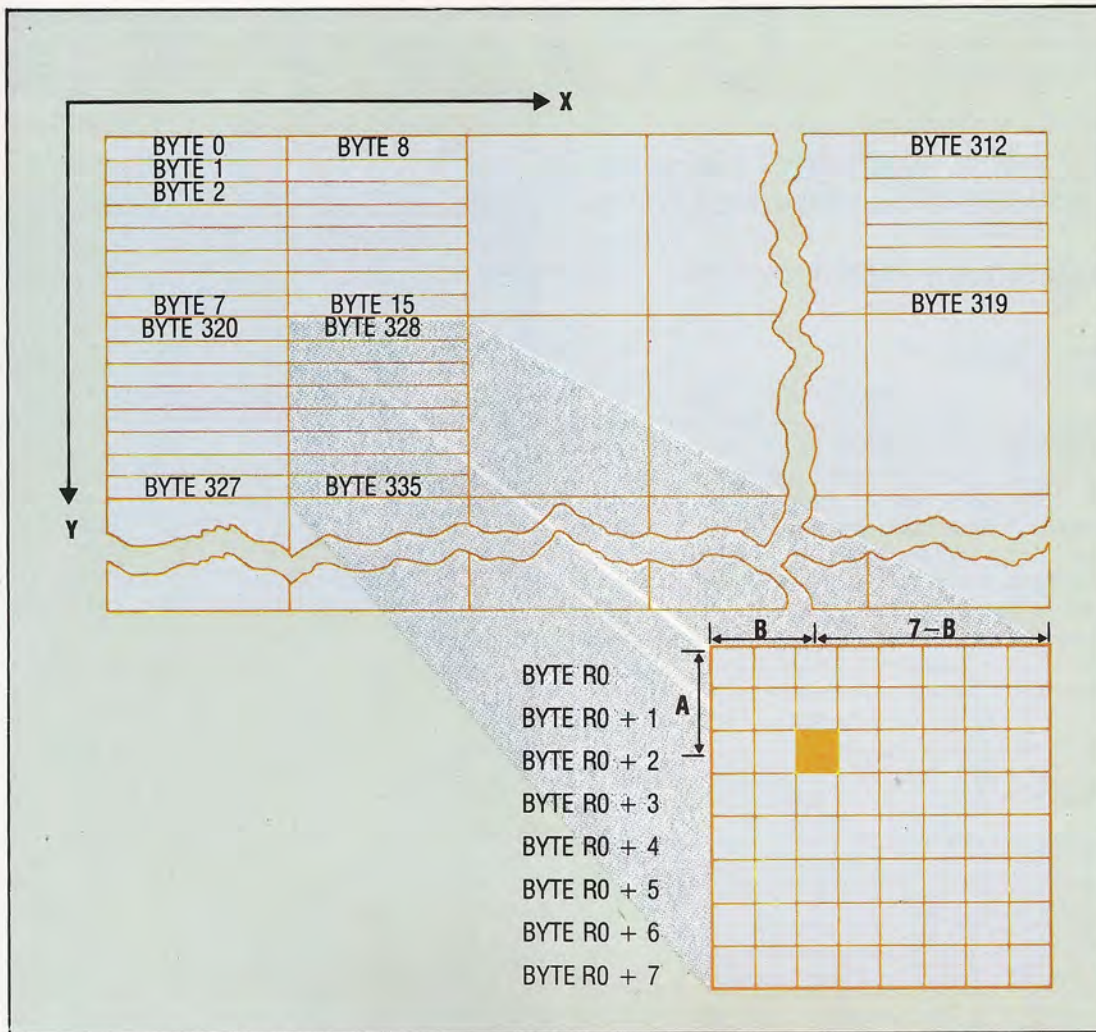 X
BYTE 0 BYTE 8 BYTE 312
BYTE 1
BYTE 2
BYTE 7 BYTE 15 BYTE 319
BYTE 320 BYTE 328
BYTE 327 BYTE 335
Y
B 7–B
BYTE R0
A
BYTE R0 + 1
BYTE R0 + 2
BYTE R0 + 3
BYTE R0 + 4
BYTE R0 + 5
BYTE R0 + 6
BYTE R0 + 7